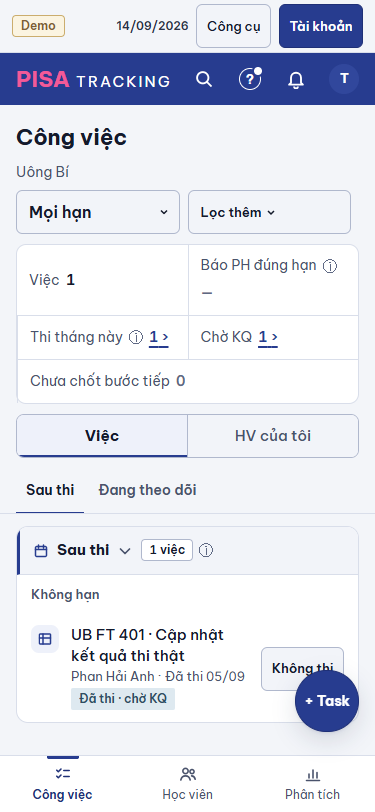 Demo 14/09/2026 Công cụ Tài khoản
PISA TRACKING ? T
Công việc
Uông Bí
Mọi hạn Lọc thêm
Việc 1 Báo PH đúng hạn ⓘ
—
Thi tháng này ⓘ 1 > Chờ KQ 1 >
Chưa chốt bước tiếp 0
Việc HV của tôi
Sau thi Đang theo dõi
Sau thi 1 việc ⓘ
Không hạn
UB FT 401 · Cập nhật
kết quả thi thật
Phan Hải Anh · Đã thi 05/09
Không thi
Đã thi · chờ KQ
+ Task
Công việc Học viên Phân tích